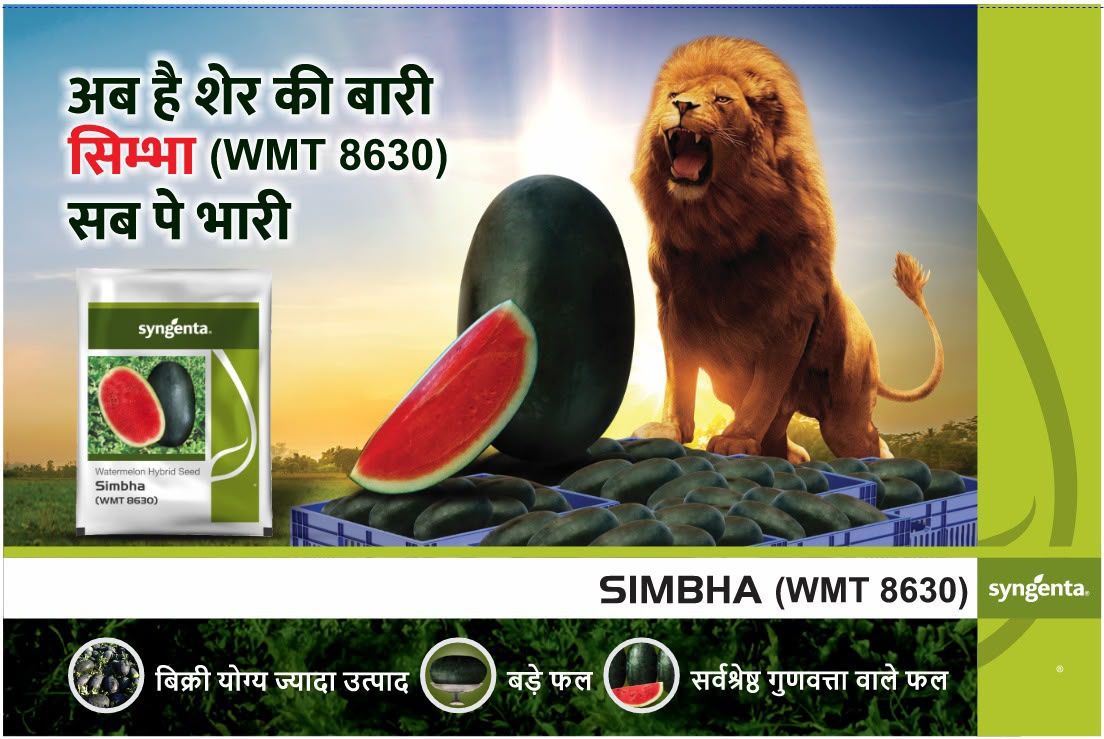 अब है शेर की बारी
सिम्भा (WMT 8630)
सब पे भारी
syngenta.
Watermelon Hybrid Seed
Simbha
(WMT 8630)
SIMBHA (WMT 8630)
syngenta®
बिक्री योग्य ज्यादा उत्पाद
बड़े फल
सर्वश्रेष्ठ गुणवत्ता वाले फल
®